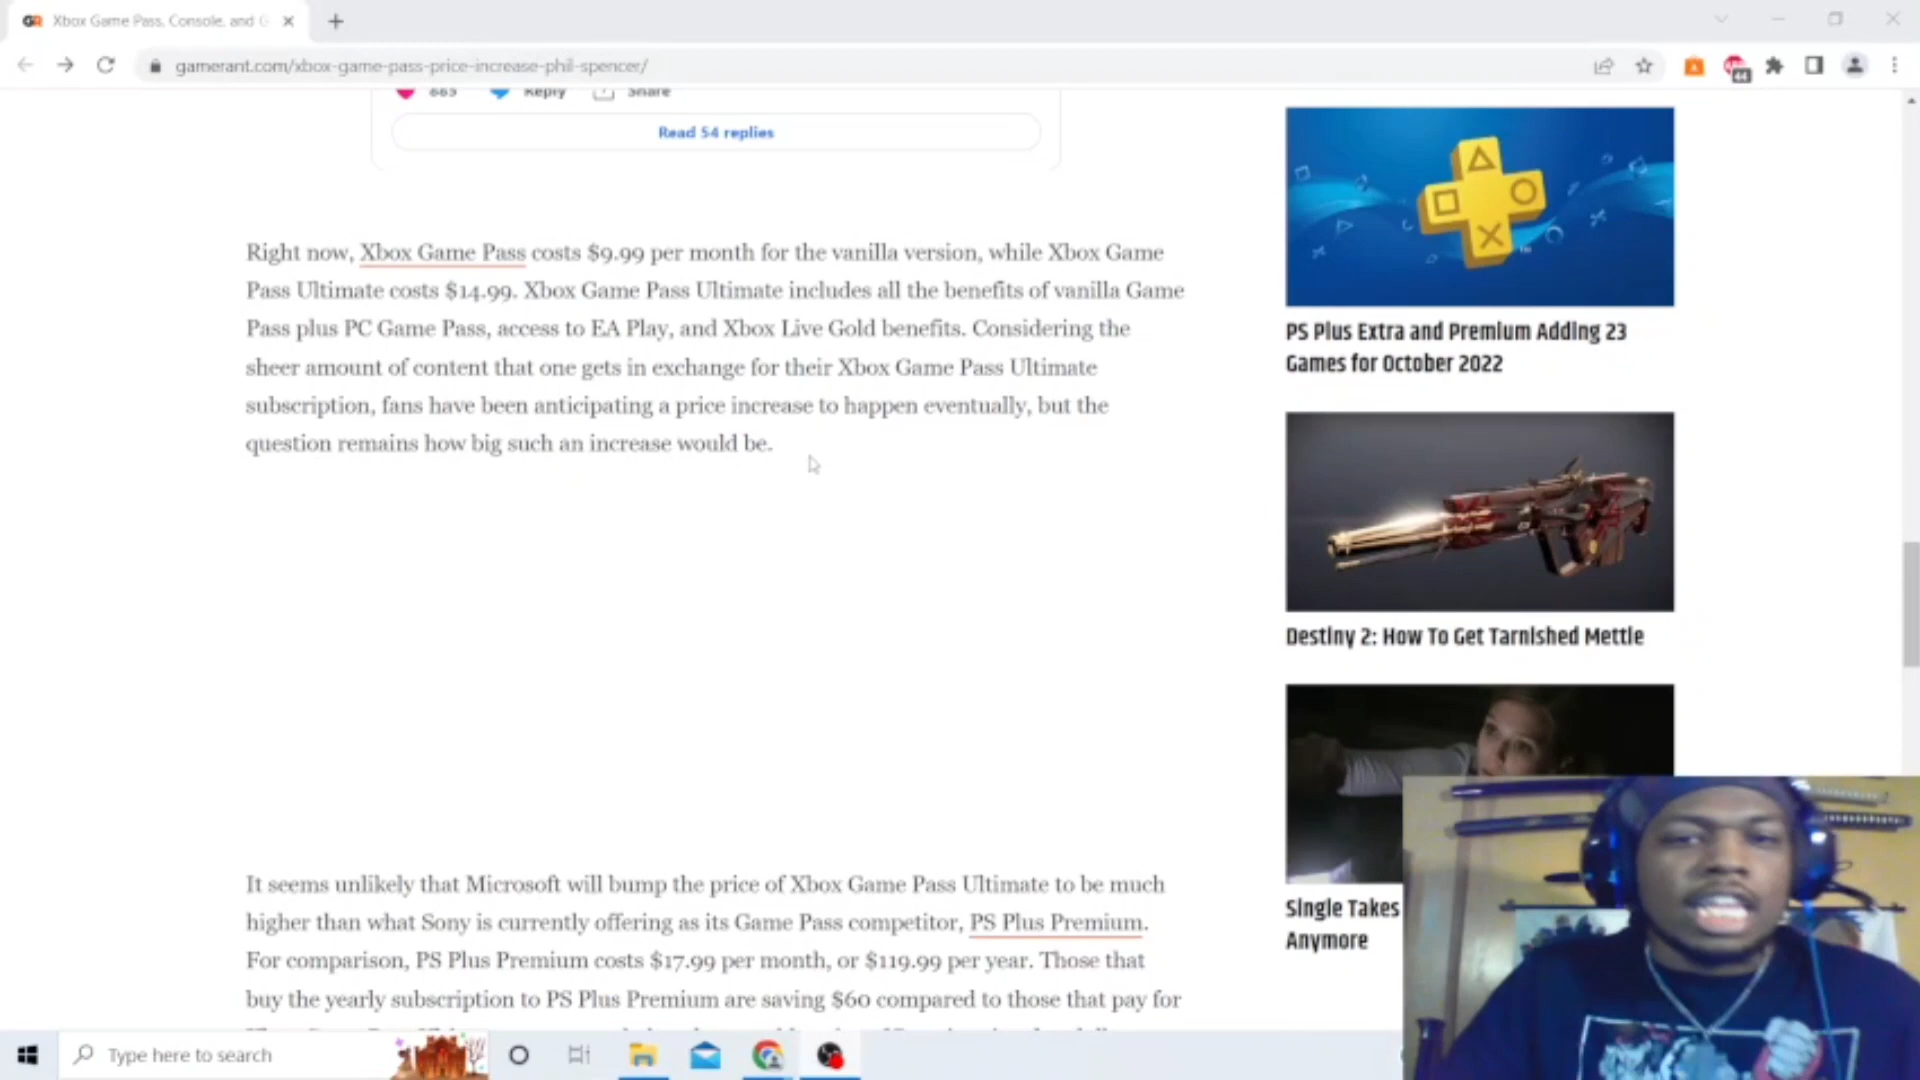 Xbox Game Pass, Console, and G
gamerant.com/xbox-game-pass-price-increase-phil-spencer/
44
883 Reply Share
Read 54 replies
Right now, Xbox Game Pass costs $9.99 per month for the vanilla version, while Xbox Game
Pass Ultimate costs $14.99. Xbox Game Pass Ultimate includes all the benefits of vanilla Game
Pass plus PC Game Pass, access to EA Play, and Xbox Live Gold benefits. Considering the
sheer amount of content that one gets in exchange for their Xbox Game Pass Ultimate
subscription, fans have been anticipating a price increase to happen eventually, but the
question remains how big such an increase would be.
It seems unlikely that Microsoft will bump the price of Xbox Game Pass Ultimate to be much
higher than what Sony is currently offering as its Game Pass competitor, PS Plus Premium.
For comparison, PS Plus Premium costs $17.99 per month, or $119.99 per year. Those that
buy the yearly subscription to PS Plus Premium are saving $60 compared to those that pay for
PS Plus Extra and Premium Adding 23
Games for October 2022
Destiny 2: How To Get Tarnished Mettle
Single Takes
Anymore
Type here to search